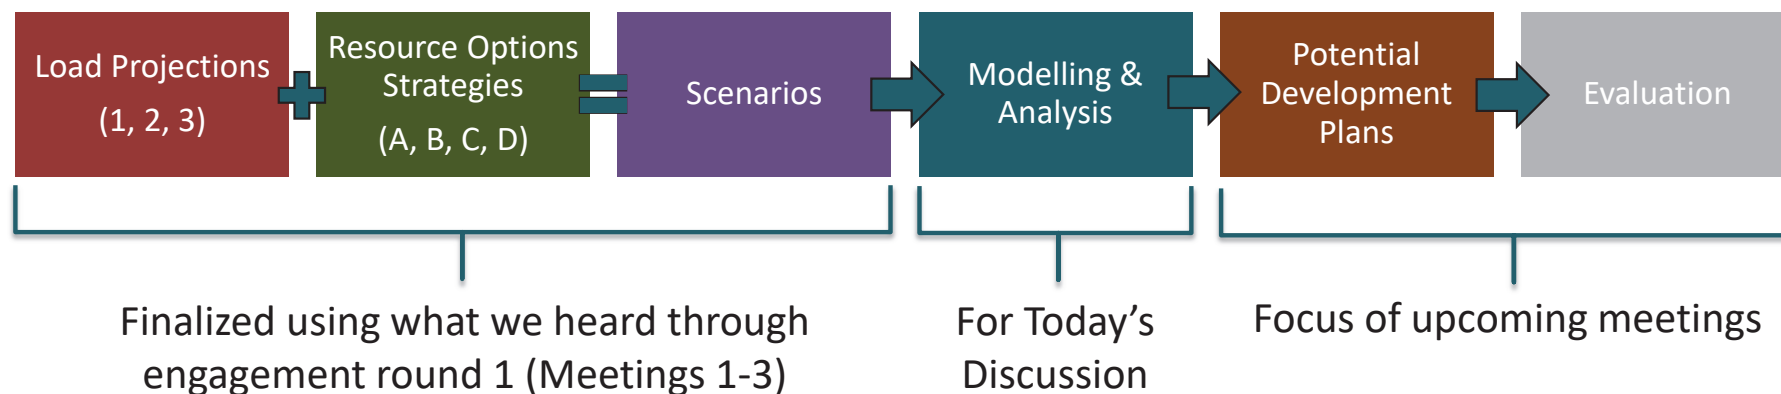 Load Projections
(1, 2, 3)
Resource Options
Strategies
(A, B, C, D)
Scenarios
Modelling &
Analysis
Potential
Development
Plans
Evaluation
Finalized using what we heard through
engagement round 1 (Meetings 1-3)
For Today’s
Discussion
Focus of upcoming meetings